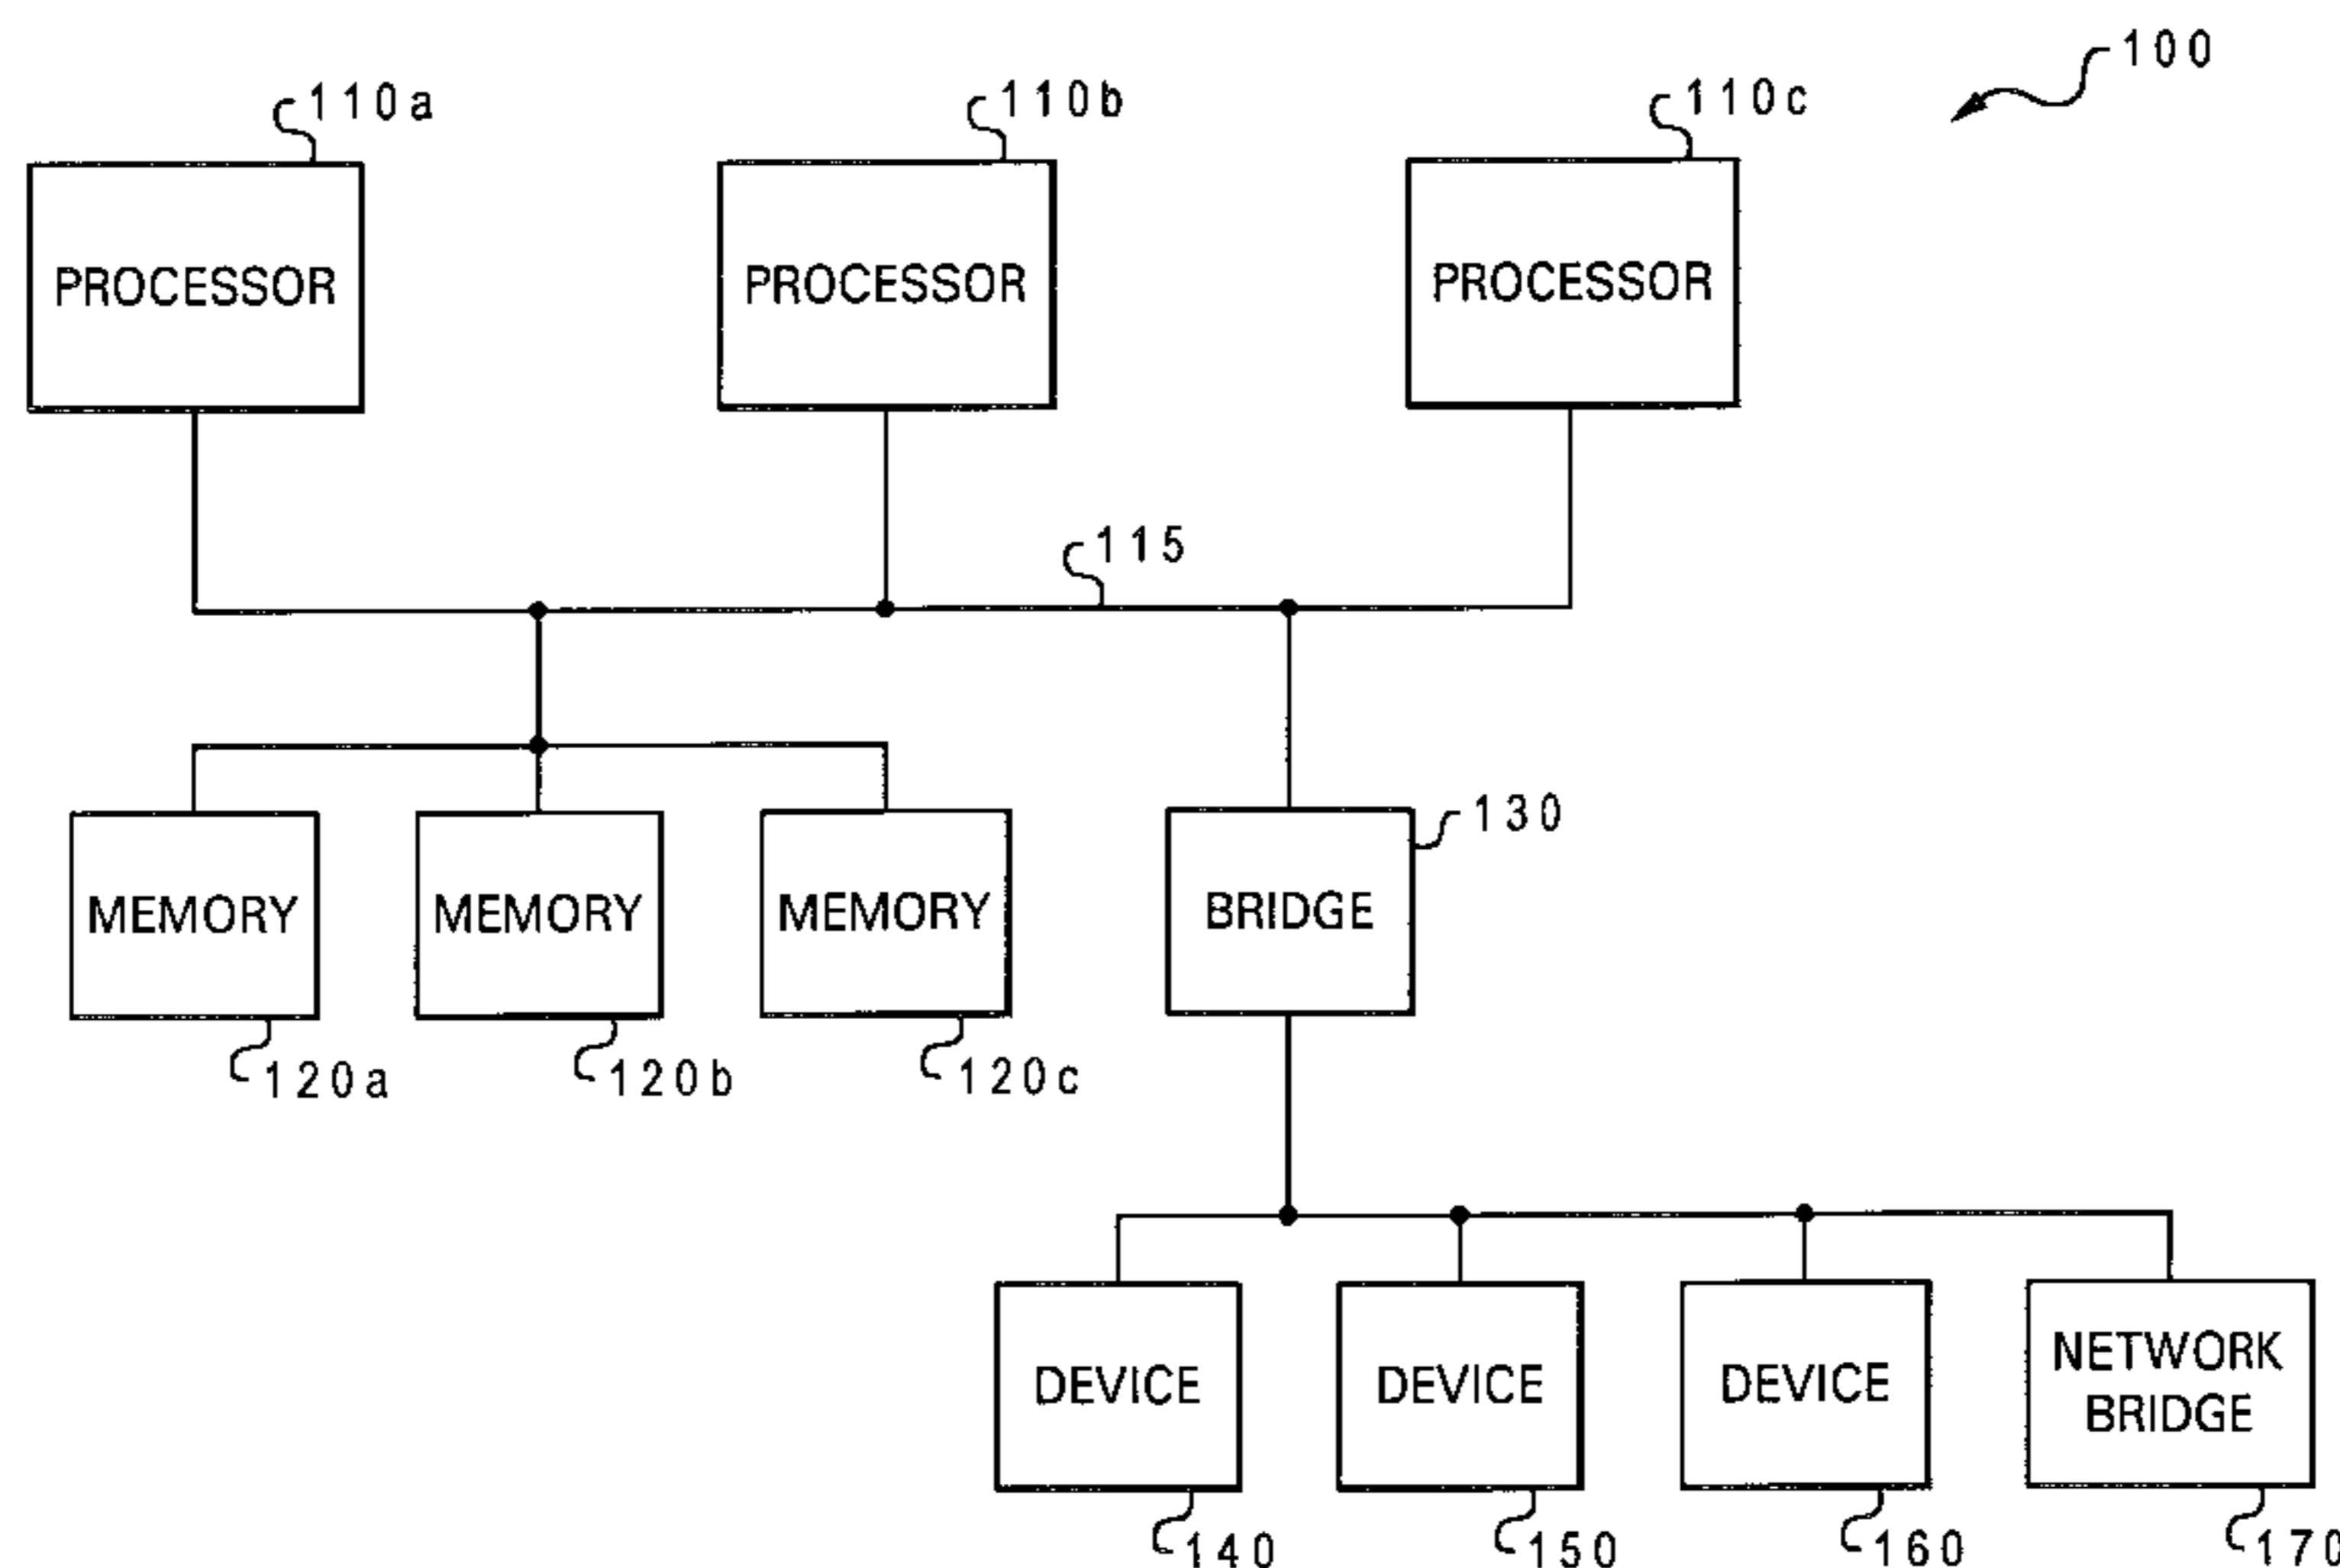 100
110a
110b
110c
PROCESSOR
PROCESSOR
PROCESSOR
115
130
MEMORY
MEMORY
MEMORY
BRIDGE
120a
120b
120c
DEVICE
DEVICE
DEVICE
NETWORK
BRIDGE
140
150
160
170